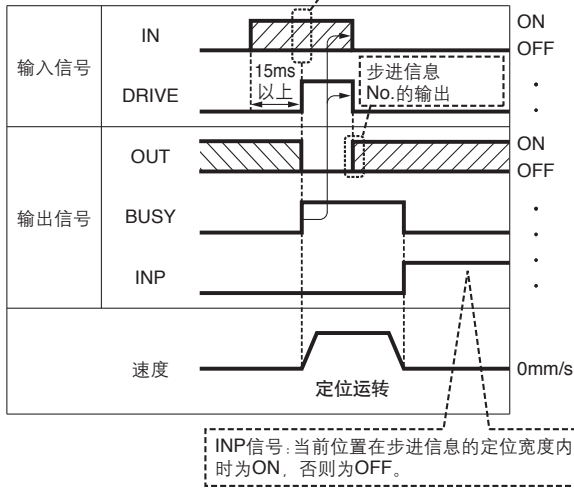 输入信号
IN
ON
OFF
15ms
以上
DRIVE
步进信息
No.的输出
输出信号
OUT
ON
OFF
BUSY
INP
速度
0mm/s
定位运转
INP信号:当前位置在步进信息的定位宽度内
时为ON，否则为OFF。